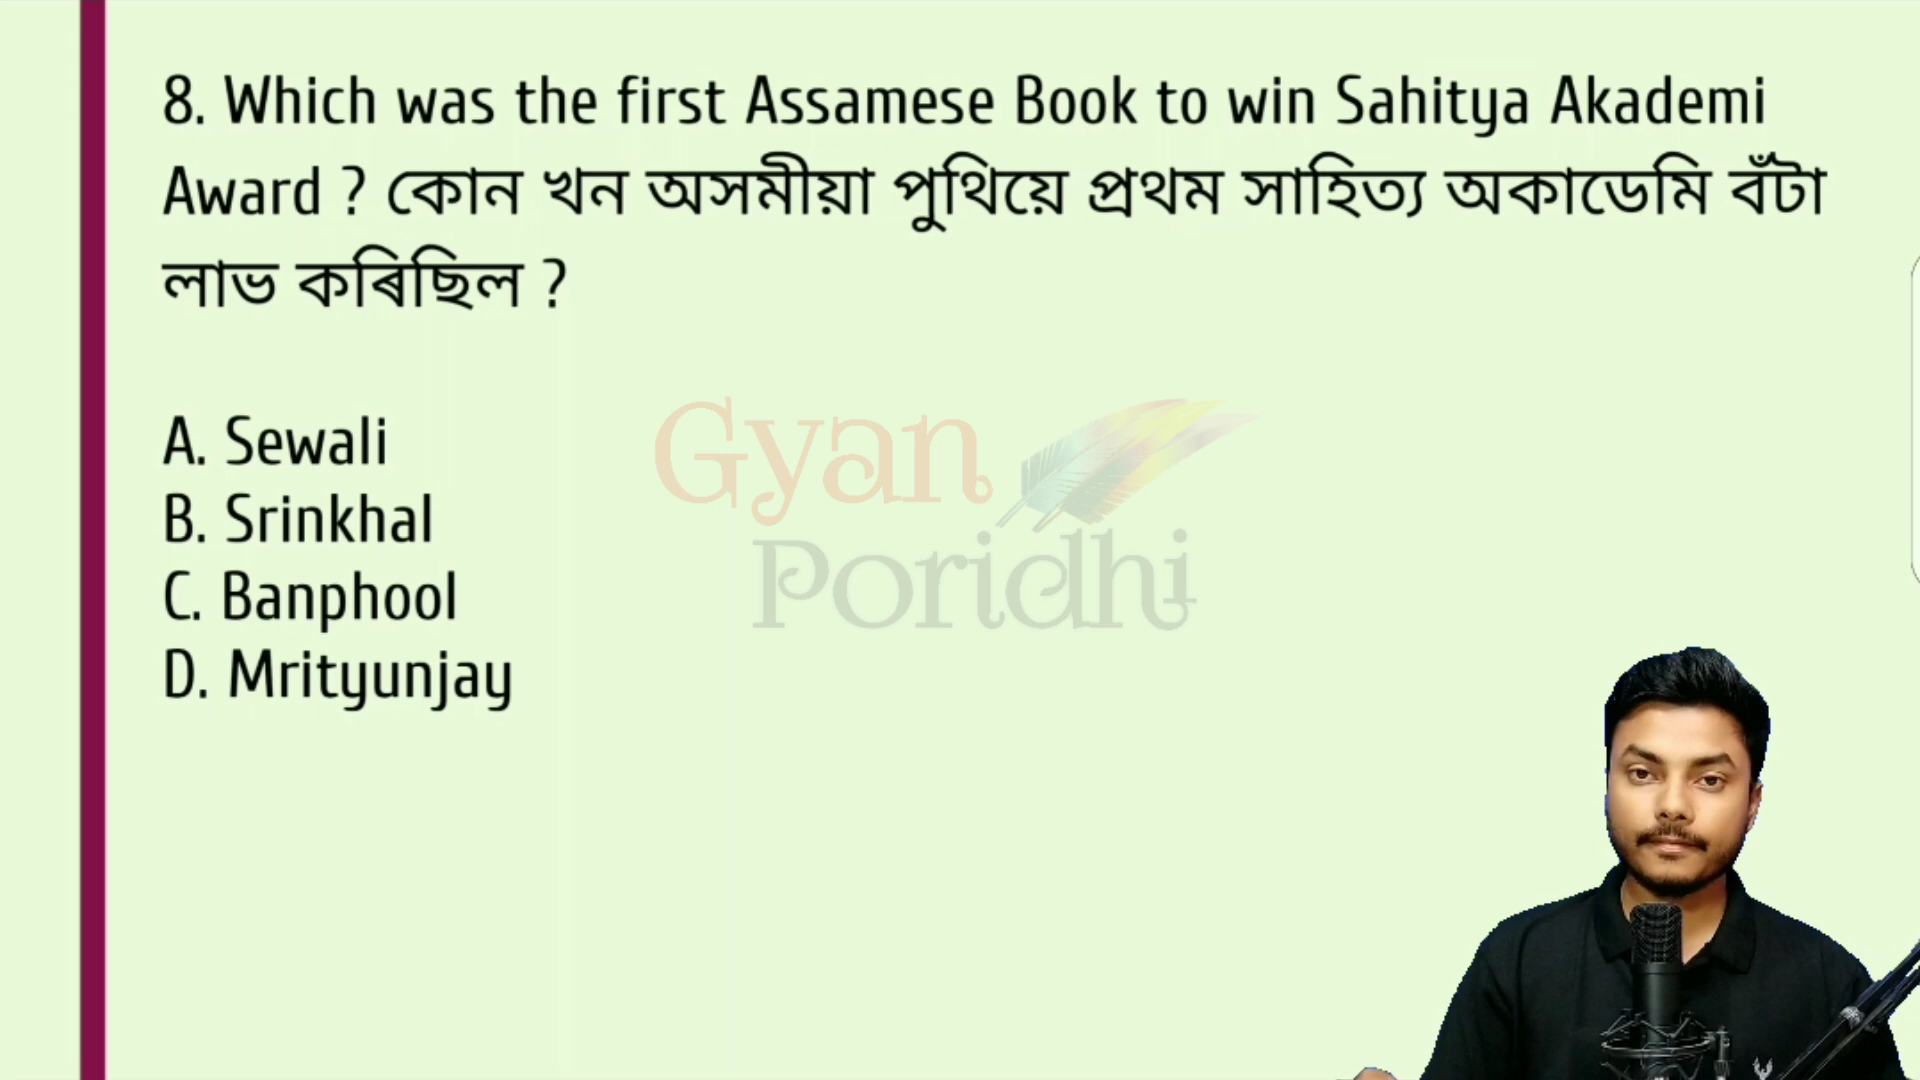 8. Which was the first Assamese Book to win Sahitya Akademi
Award ? কোন খন অসমীয়া পুথিয়ে প্ৰথম সাহিত্য অকাডেমি বঁটা
লাভ কৰিছিল ?
A. Sewali
B. Srinkhal
C. Banphool
D. Mrityunjay
Gyan
Poridhi